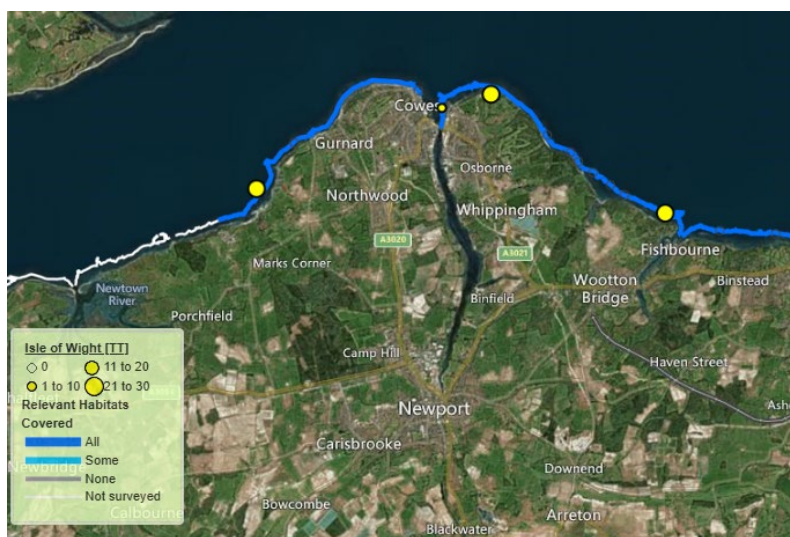 Cowes
Gurnard
Osborne
Northwood
Whippingham
A3020
A3021
Fishbourne
Marks Corner
Newtown
River
Wootton
Bridge
Binstead
Binfield
Porchfield
Isle of Wight [TT]
0
11 to 20
1 to 10
21 to 30
Relevant Habitats
Covered
All
Some
None
Not surveyed
Camp Hill
Haven Street
Newport
Carisbrooke
Newbridge
Downend
Calbourne
Bowcombe
Arreton
Blackwater